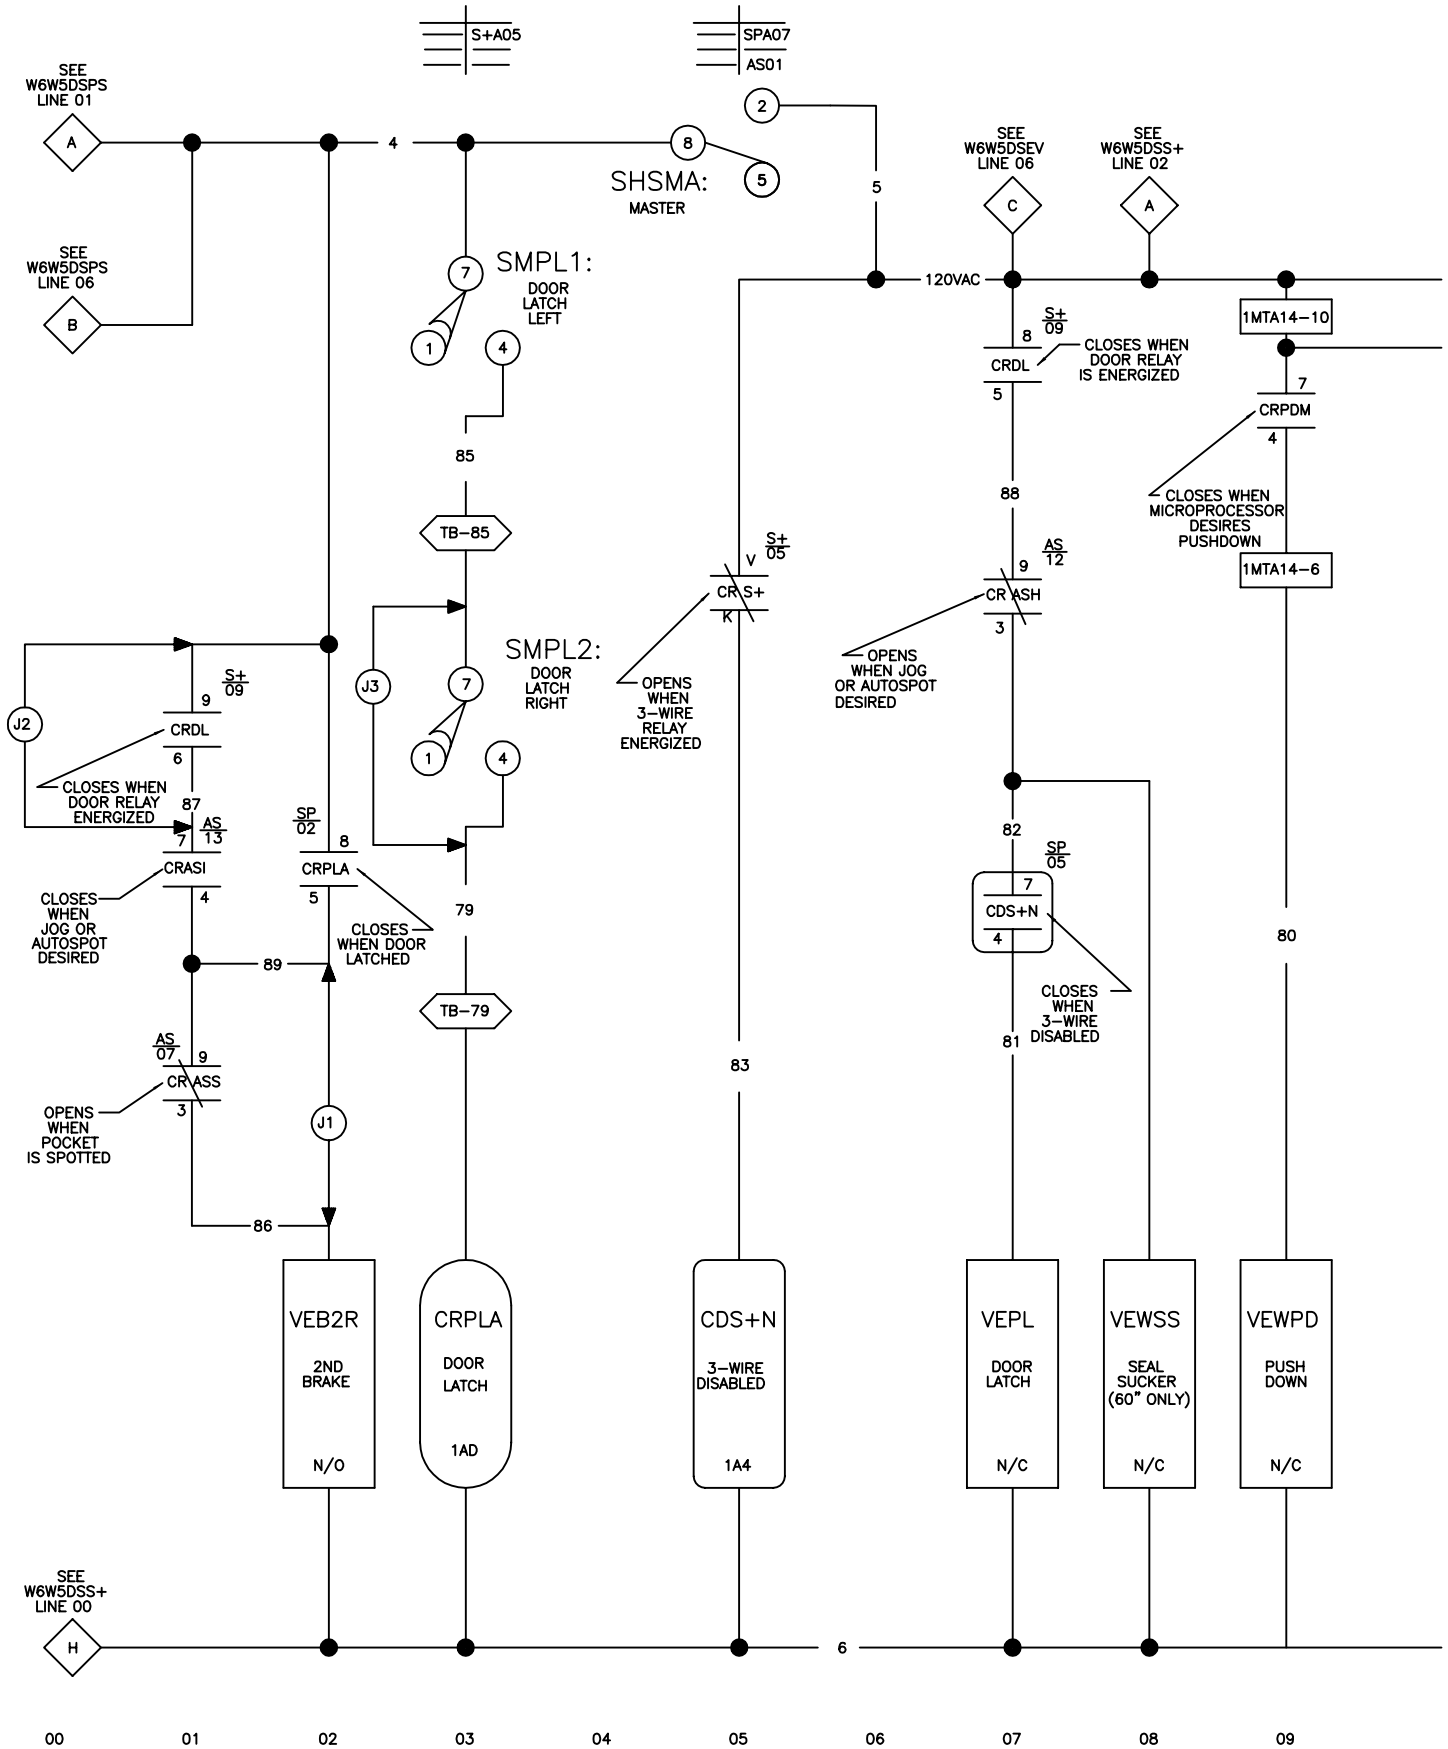 S+A05
SPA07
AS01
SEE
W6W5DSPS
LINE 01
A
4
8
2
5
SHSMA:
MASTER
5
SEE
W6W5DSEV
LINE 06
C
SEE
W6W5DSS+
LINE 02
A
SEE
W6W5DSPS
LINE 06
B
7
SMPL1:
DOOR
LATCH
LEFT
1
4
120VAC
8
S+
09
CRDL
5
CLOSES WHEN
DOOR RELAY
IS ENERGIZED
1MTA14-10
7
CRPDM
4
85
88
CLOSES WHEN
MICROPROCESSOR
DESIRES
PUSHDOWN
TB-85
V
S+
05
CR S+
K
9
AS
12
CR ASH
3
1MTA14-6
SMPL2:
DOOR
LATCH
RIGHT
7
1
4
J3
OPENS
WHEN
3-WIRE
RELAY
ENERGIZED
OPENS
WHEN JOG
OR AUTOSPOT
DESIRED
J2
9
S+
09
CRDL
6
CLOSES WHEN
DOOR RELAY
ENERGIZED
87
7
AS
13
CRASI
4
SP
02
8
CRPLA
5
CLOSES
WHEN
JOG OR
AUTOSPOT
DESIRED
CLOSES
WHEN DOOR
LATCHED
79
82
SP
05
7
CDS+N
4
80
89
TB-79
CLOSES
WHEN
3-WIRE
DISABLED
81
AS
07
9
CR ASS
3
83
OPENS
WHEN
POCKET
IS SPOTTED
J1
86
VEB2R
2ND
BRAKE
N/O
CRPLA
DOOR
LATCH
1AD
CDS+N
3-WIRE
DISABLED
1A4
VEPL
DOOR
LATCH
N/C
VEWSS
SEAL
SUCKER
(60" ONLY)
N/C
VEWPD
PUSH
DOWN
N/C
SEE
W6W5DSS+
LINE 00
H
6
00 01 02 03 04 05 06 07 08 09